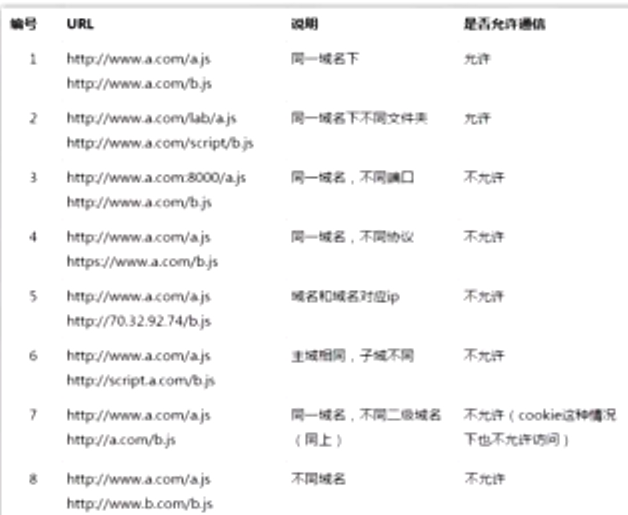 编号 URL 说明 是否允许通信
1 http://www.a.com/a.js 同一域名下 允许
http://www.a.com/b.js
2 http://www.a.com/lab/a.js 同一域名下不同文件夹 允许
http://www.a.com/script/b.js
3 http://www.a.com:8000/a.js 同一域名，不同端口 不允许
http://www.a.com/b.js
4 http://www.a.com/a.js 同一域名，不同协议 不允许
https://www.a.com/b.js
5 http://www.a.com/a.js 域名和域名对应ip 不允许
http://70.32.92.74/b.js
6 http://www.a.com/a.js 主域相同，子域不同 不允许
http://script.a.com/b.js
7 http://www.a.com/a.js 同一域名，不同二级域名 不允许（cookie这种情况
http://a.com/b.js （同上） 下也不允许访问）
8 http://www.a.com/a.js 不同域名 不允许
http://www.b.com/b.js